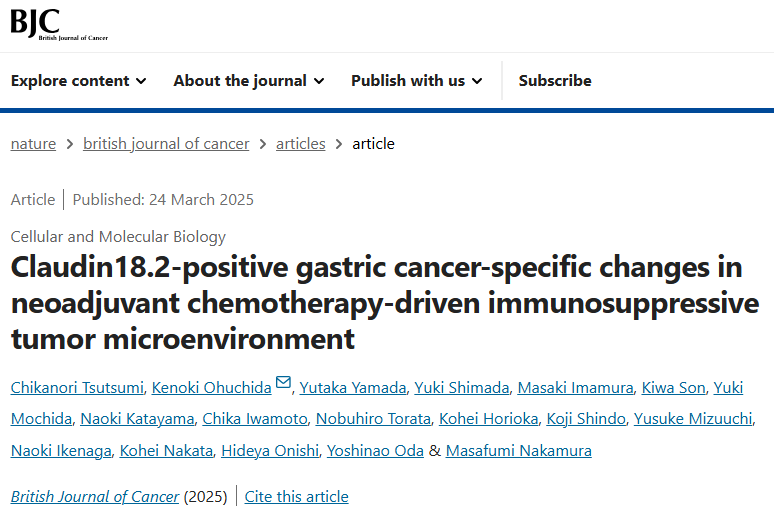 BJC
British Journal of Cancer
Explore content About the journal Publish with us Subscribe
nature > british journal of cancer > articles > article
Article | Published: 24 March 2025
Cellular and Molecular Biology
Claudin18.2-positive gastric cancer-specific changes in
neoadjuvant chemotherapy-driven immunosuppressive
tumor microenvironment
Chikanori Tsutsumi, Kenoki Ohuchida, Yutaka Yamada, Yuki Shimada, Masaki Imamura, Kiwa Son, Yuki
Mochida, Naoki Katayama, Chika Iwamoto, Nobuhiro Torata, Kohei Horioka, Koji Shindo, Yusuke Mizuuchi,
Naoki Ikenaga, Kohei Nakata, Hideya Onishi, Yoshinao Oda & Masafumi Nakamura
British Journal of Cancer (2025) | Cite this article